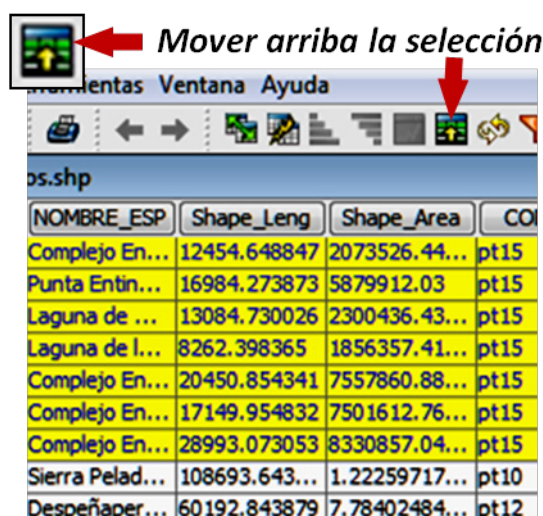 Mover arriba la selección
Ventana Ayuda
os.shp
NOMBRE_ESP Shape_Leng Shape_Area CO
Complejo En... 12454.648847 2073526.44... pt15
Punta Entin... 16984.273873 5879912.03 pt15
Laguna de ... 13084.730026 2300436.43... pt15
Laguna de l... 8262.398365 1856357.41... pt15
Complejo En... 20450.854341 7557860.88... pt15
Complejo En... 17149.954832 7501612.76... pt15
Complejo En... 28993.073053 8330857.04... pt15
Sierra Pelad... 108693.643... 1.22259717... pt10
Despeñaper... 60192.843879 7.78402484... pt12